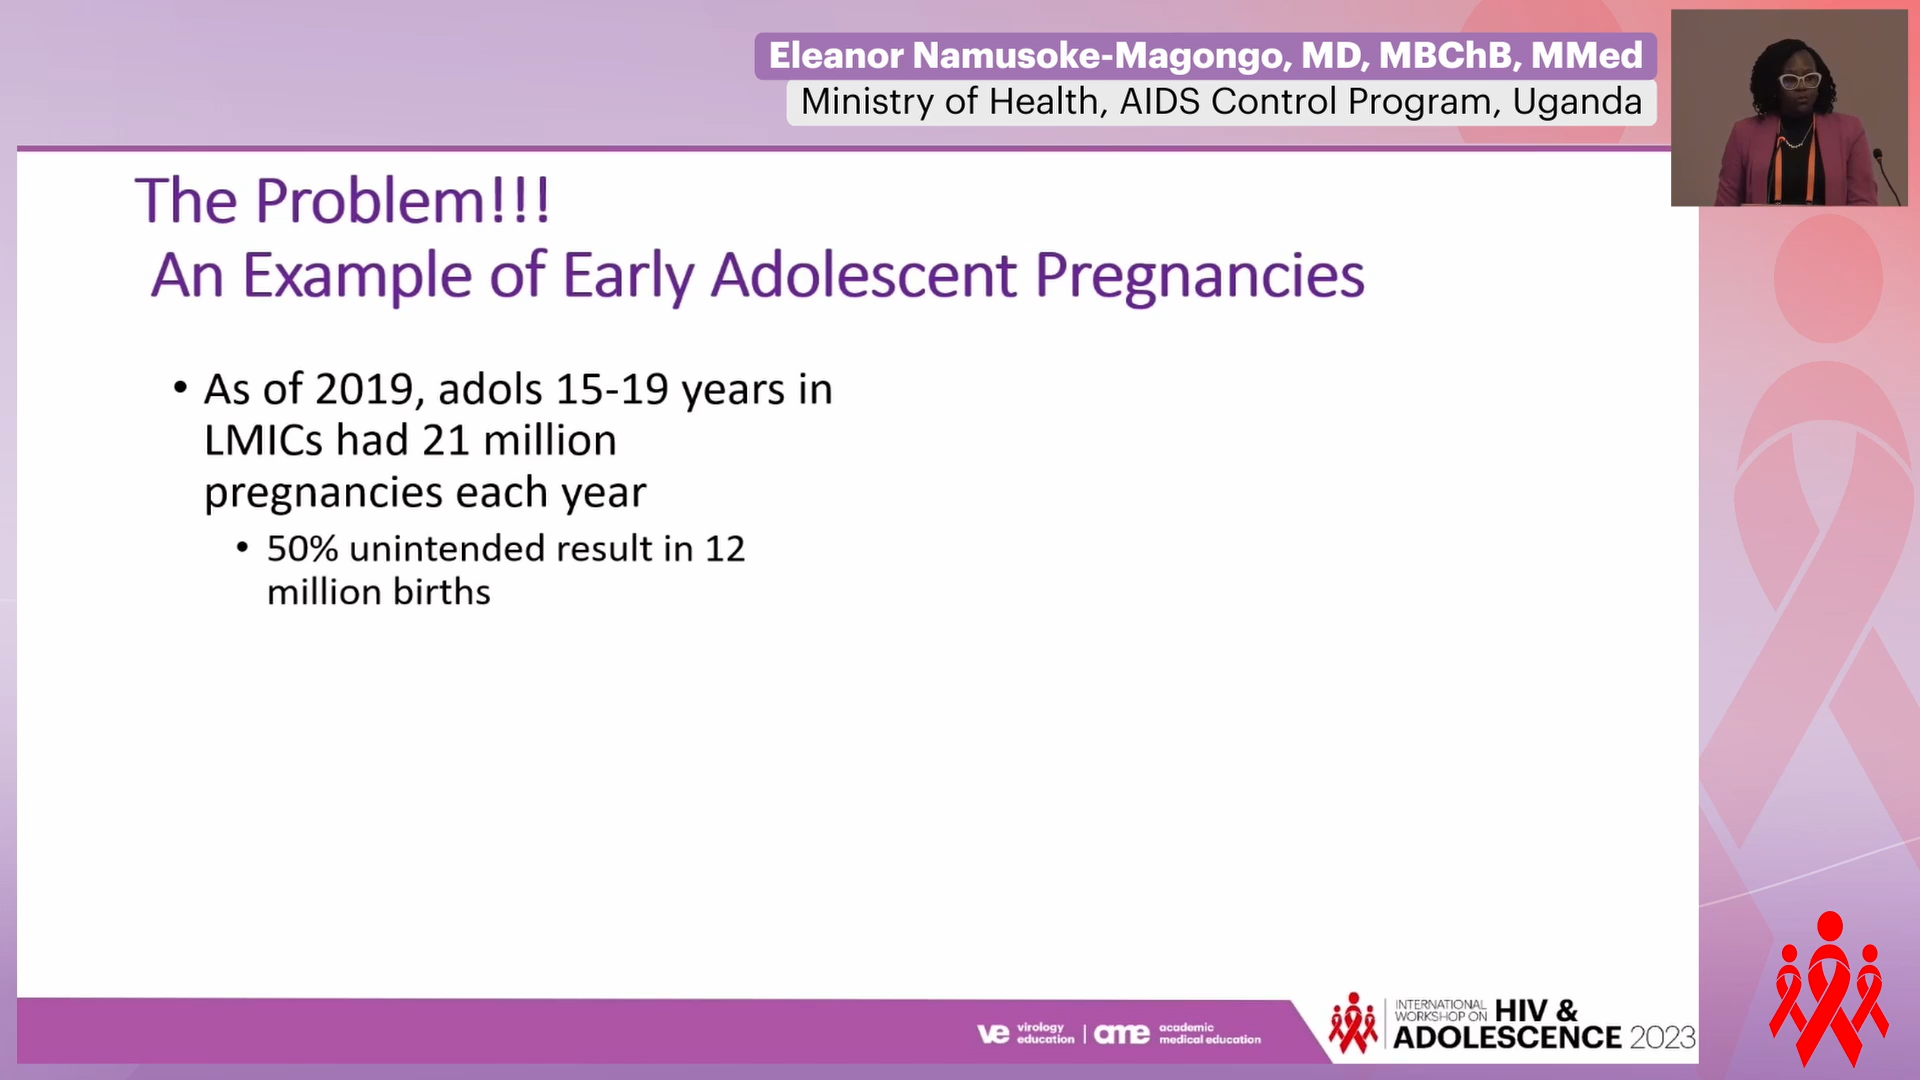 Eleanor Namusoke-Magongo, MD, MBChB, MMed
Ministry of Health, AIDS Control Program, Uganda
The Problem!!!
An Example of Early Adolescent Pregnancies
• As of 2019, adols 15-19 years in
LMICs had 21 million
pregnancies each year
• 50% unintended result in 12
million births
ve virology
education | ame academic
medical education
INTERNATIONAL
WORKSHOP ON HIV &
ADOLESCENCE 2023